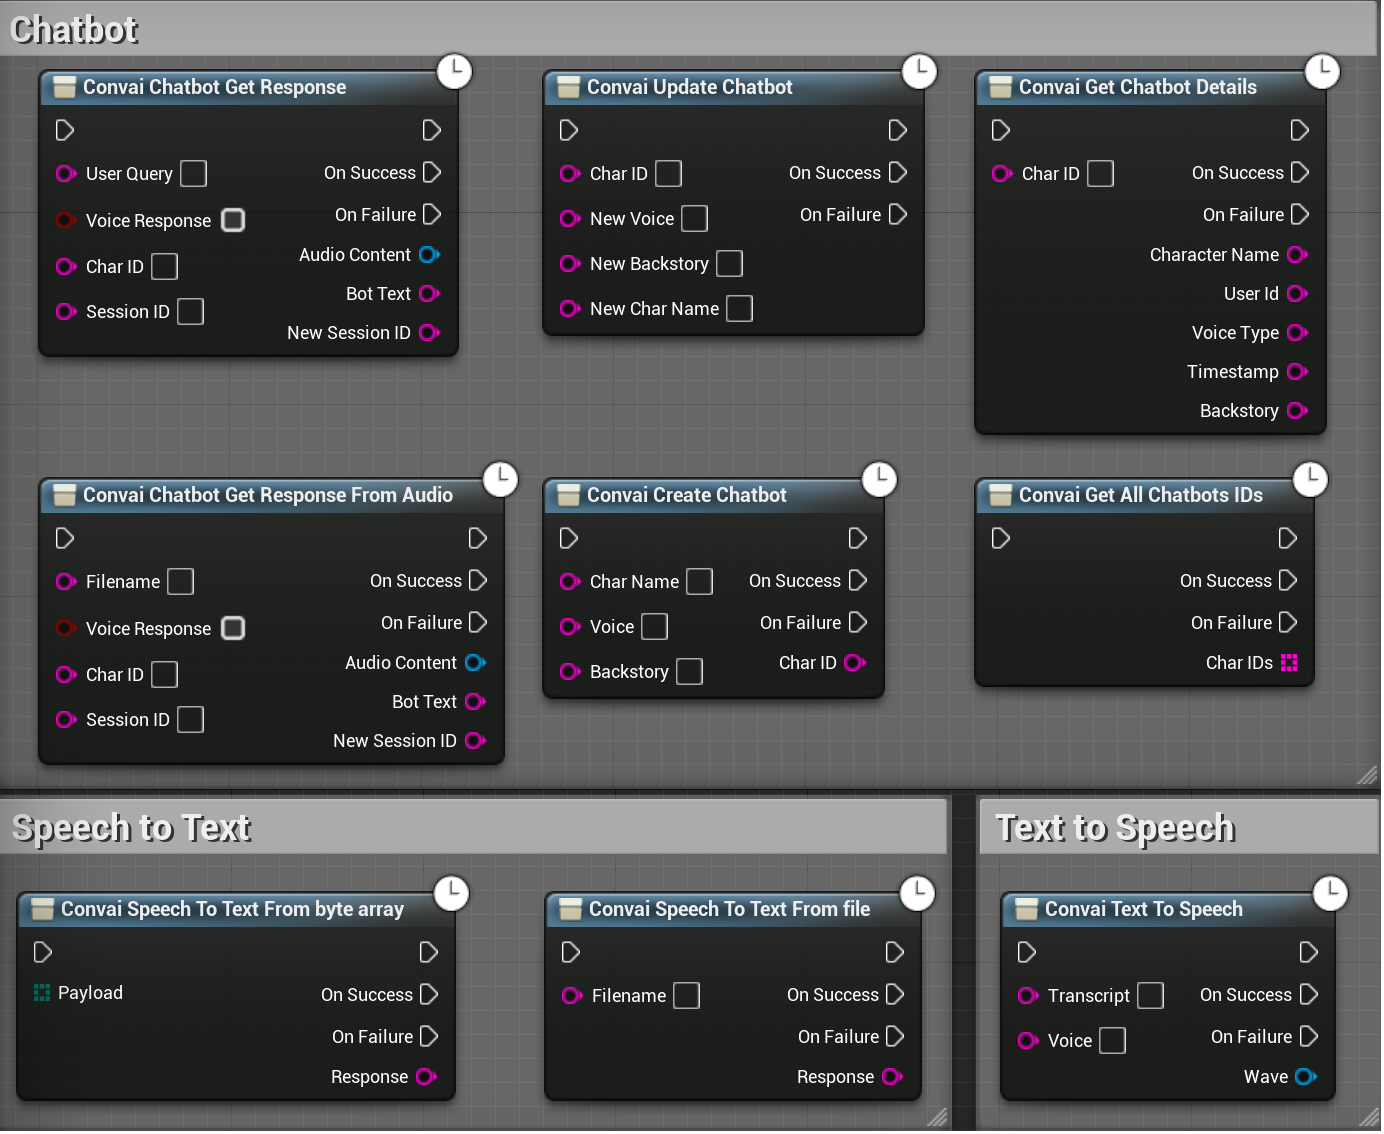 Chatbot
Convai Chatbot Get Response
User Query
On Success
Voice Response
On Failure
Audio Content
Char ID
Bot Text
Session ID
New Session ID
Convai Update Chatbot
Char ID
On Success
New Voice
On Failure
New Backstory
New Char Name
Convai Get Chatbot Details
Char ID
On Success
On Failure
Character Name
User Id
Voice Type
Timestamp
Backstory
Convai Chatbot Get Response From Audio
Filename
On Success
Voice Response
On Failure
Audio Content
Char ID
Bot Text
Session ID
New Session ID
Convai Create Chatbot
Char Name
On Success
Voice
On Failure
Backstory
Char ID
Convai Get All Chatbots IDs
On Success
On Failure
Char IDs
Speech to Text
Convai Speech To Text From byte array
Payload
On Success
On Failure
Response
Convai Speech To Text From file
Filename
On Success
On Failure
Response
Text to Speech
Convai Text To Speech
Transcript
On Success
Voice
On Failure
Wave